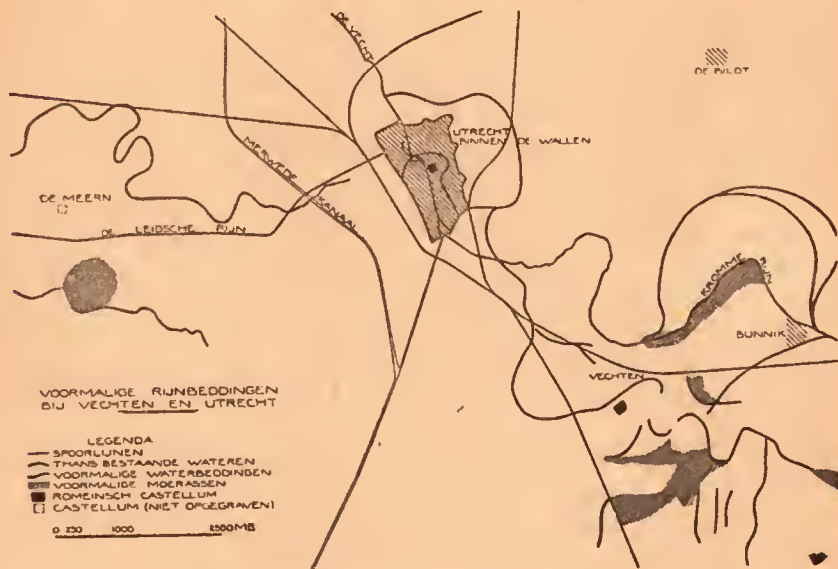 DE VECHT
DE BILDT
UTRECHT
BINNEN DE WALLEN
MERWEDE KANAAL
DE MEERN
DE LEIDSCHE RIJN
KROMME RIJN
BUNNIK
VECHTEN
VOORMALIGE RIJNBEDDINGEN
BIJ VECHTEN EN UTRECHT
LEGENDA
SPOORLIJNEN
THANS BESTAANDE WATEREN
VOORMALIGE WATERBEDDINGEN
VOORMALIGE MOERASSEN
ROMEINSCH CASTELLUM
CASTELLUM (NIET OPGEGRAVEN)
0 250 1000 2500